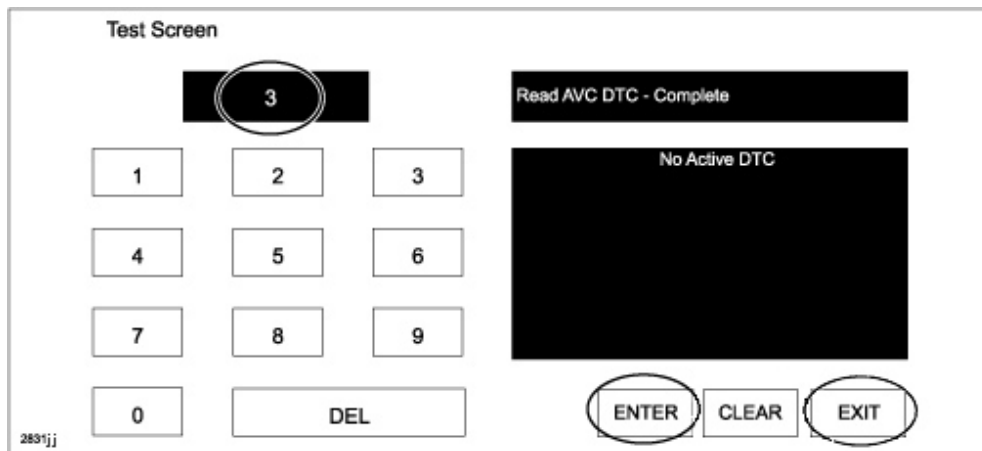 Test Screen
3
Read AVC DTC - Complete
No Active DTC
1 2 3
4 5 6
7 8 9
0 DEL
ENTER CLEAR EXIT
2831jj